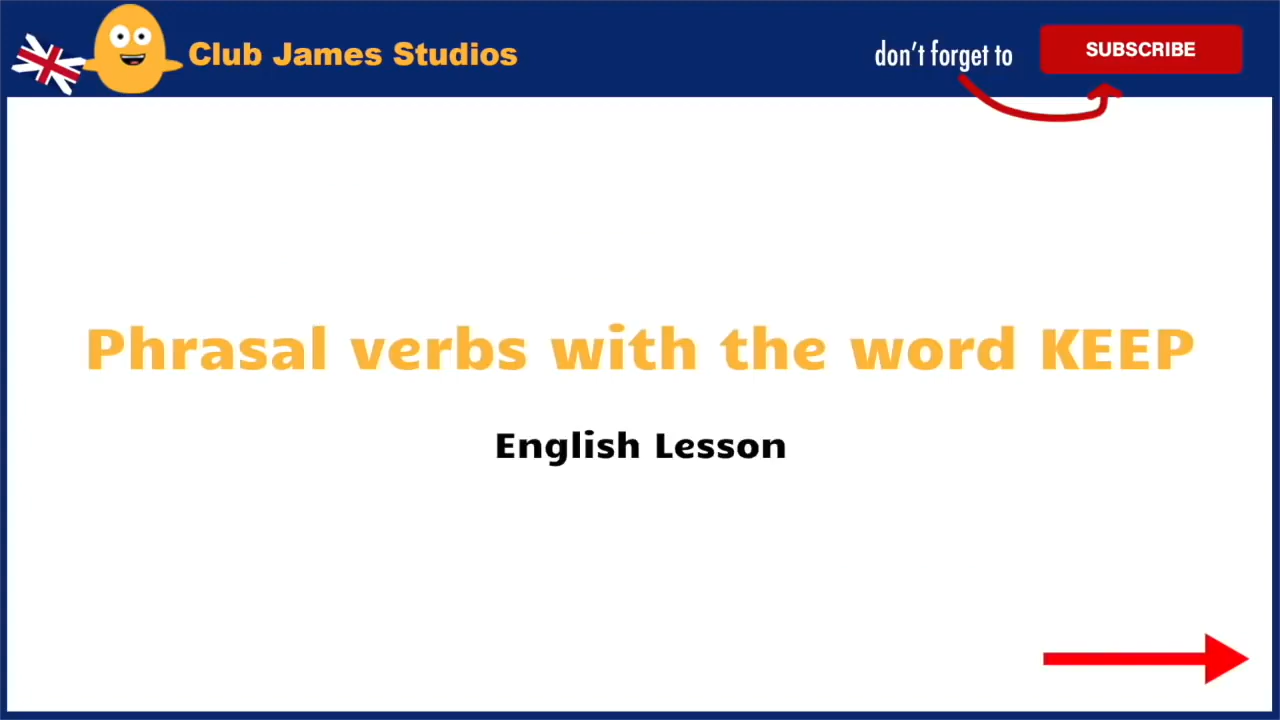 Club James Studios
don't forget to
SUBSCRIBE
Phrasal verbs with the word KEEP
English Lesson